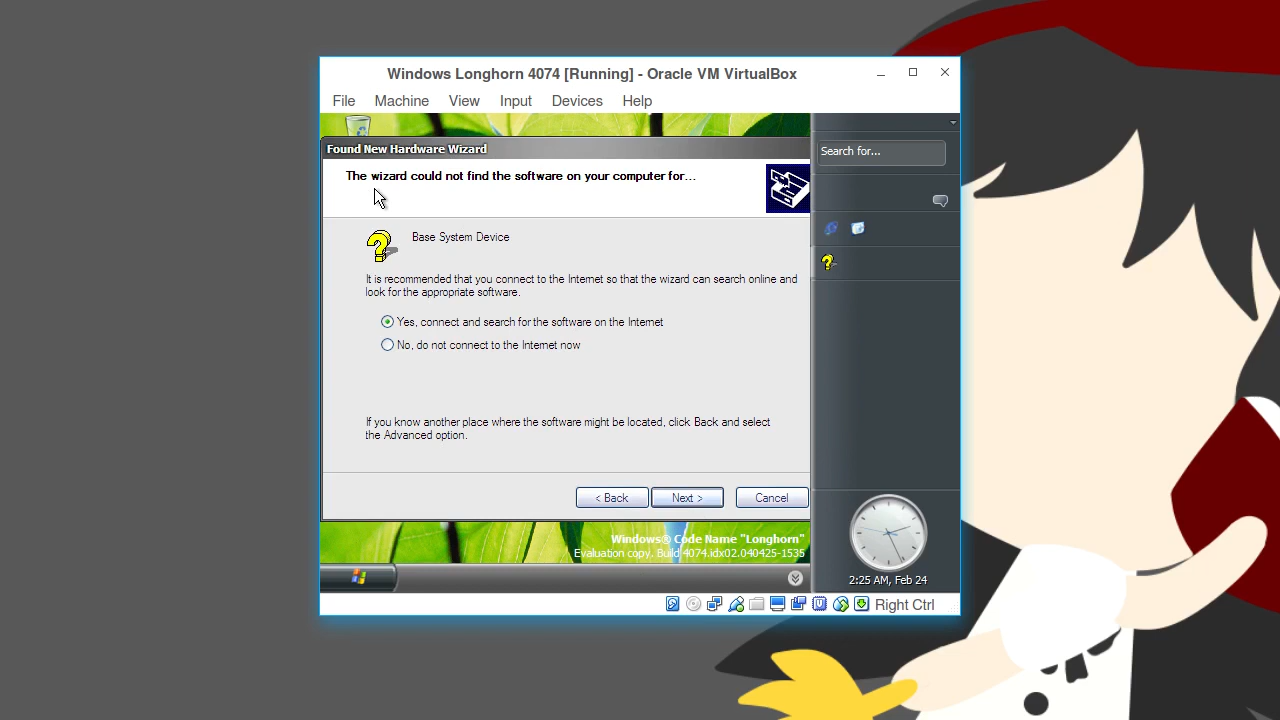 Windows Longhorn 4074 [Running] - Oracle VM VirtualBox
File Machine View Input Devices Help
Found New Hardware Wizard
Search for...
The wizard could not find the software on your computer for...
Base System Device
It is recommended that you connect to the Internet so that the wizard can search online and
look for the appropriate software.
Yes, connect and search for the software on the Internet
No, do not connect to the Internet now
If you know another place where the software might be located, click Back and select
the Advanced option.
< Back Next > Cancel
Windows® Code Name "Longhorn"
Evaluation copy. Build 4074.idx02.040425-1535
2:25 AM, Feb 24
Right Ctrl